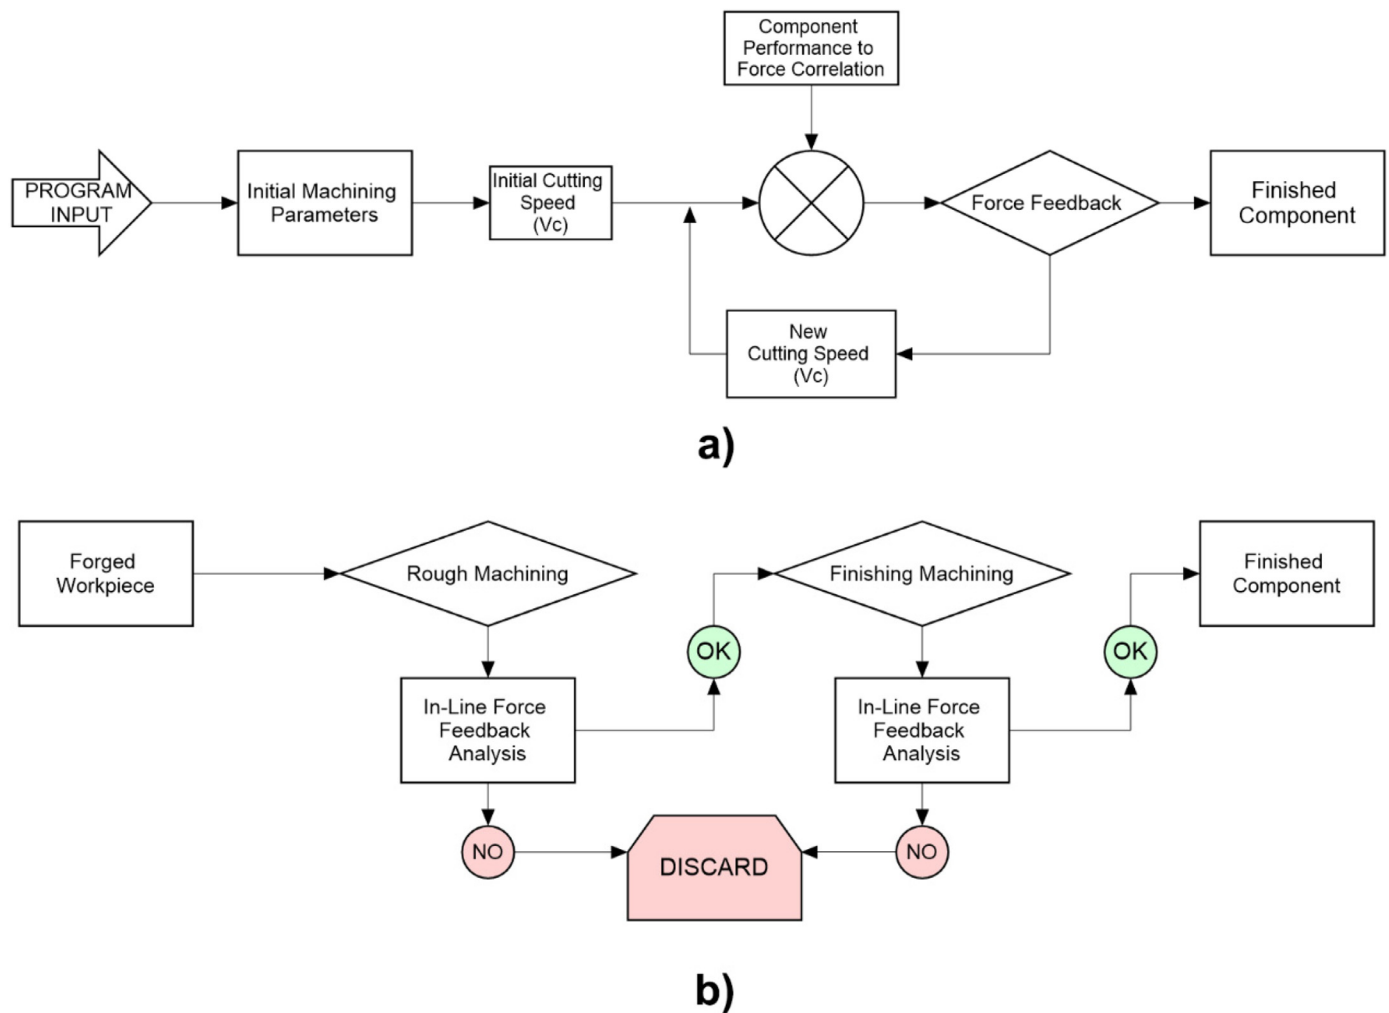 Component
Performance to
Force Correlation
PROGRAM
INPUT
Initial Machining
Parameters
Initial Cutting
Speed
(Vc)
Force Feedback
Finished
Component
New
Cutting Speed
(Vc)
a)
Forged
Workpiece
Rough Machining
Finishing Machining
Finished
Component
OK
OK
In-Line Force
Feedback
Analysis
In-Line Force
Feedback
Analysis
NO
DISCARD
NO
b)